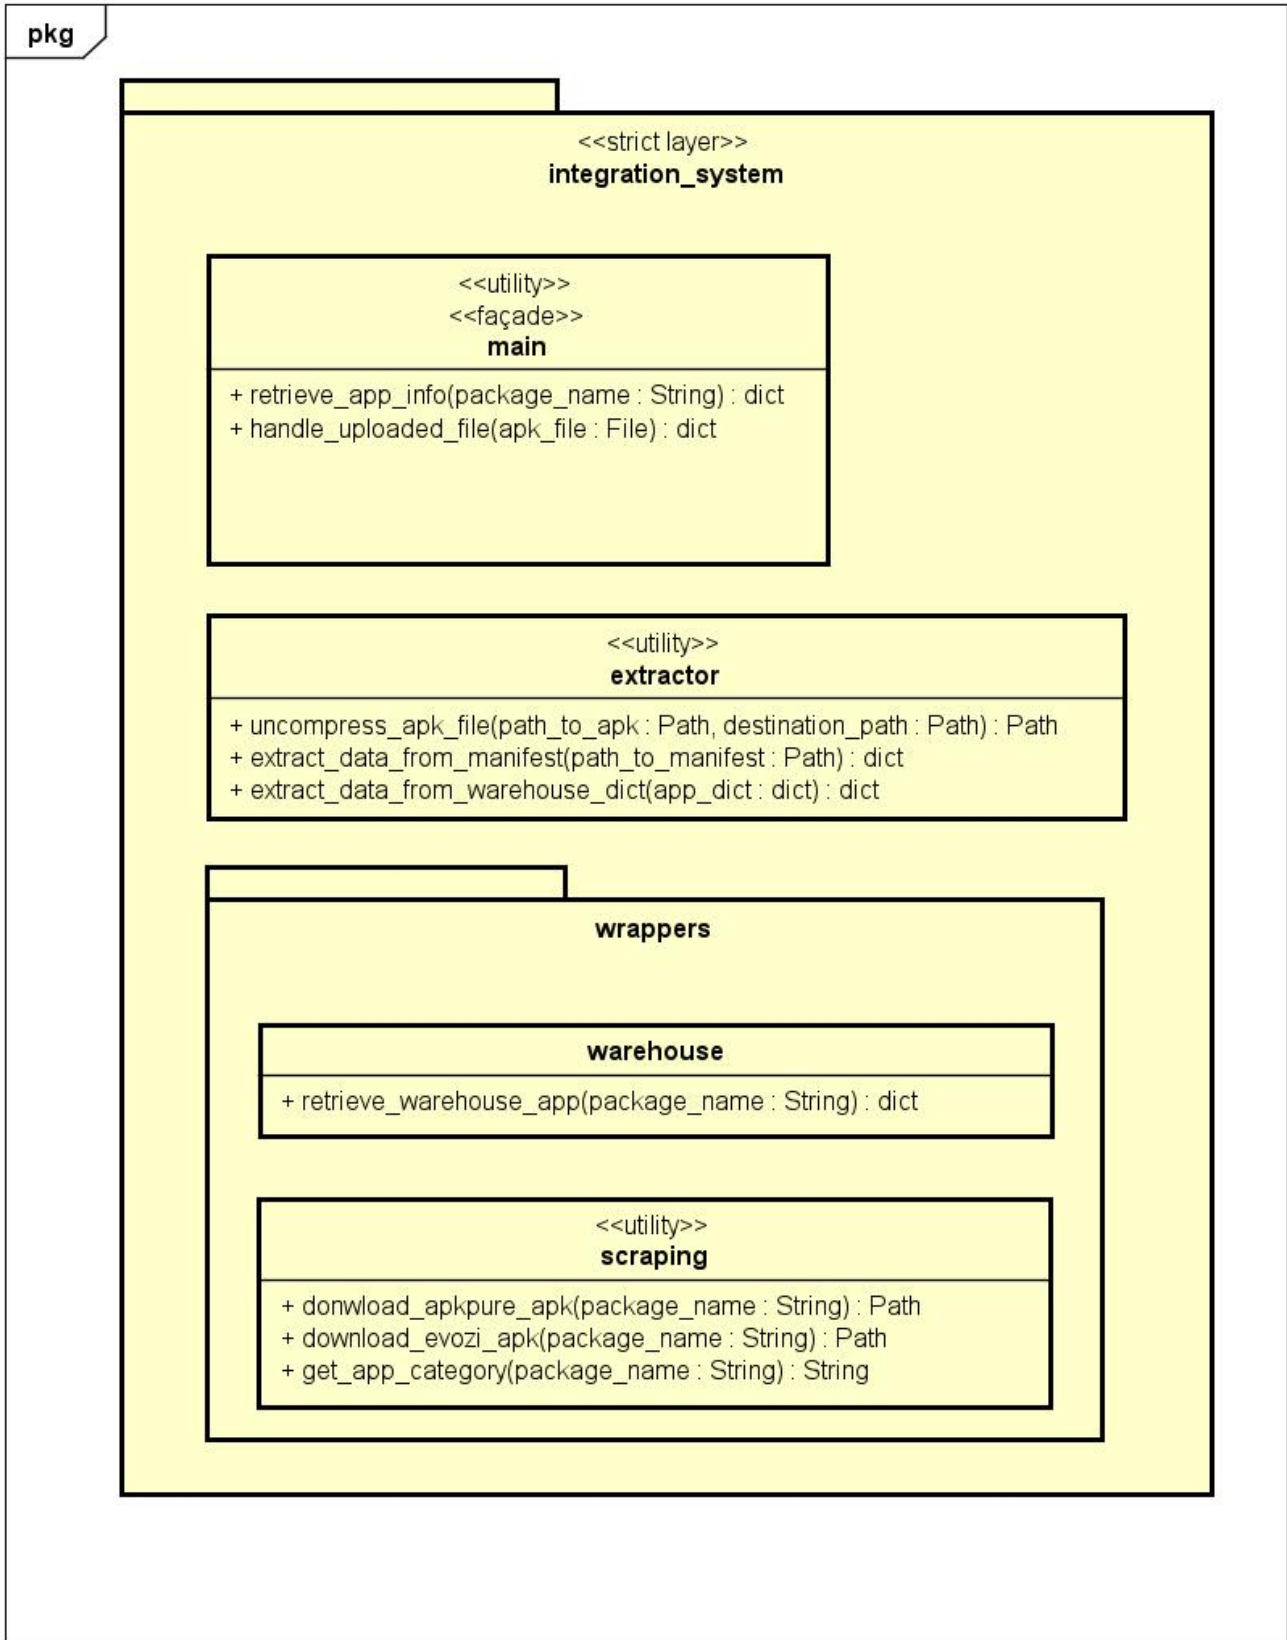 pkg
<<strict layer>>
integration_system
<<utility>>
<<façade>>
main
+ retrieve_app_info(package_name : String) : dict
+ handle_uploaded_file(apk_file : File) : dict
<<utility>>
extractor
+ uncompress_apk_file(path_to_apk : Path, destination_path : Path) : Path
+ extract_data_from_manifest(path_to_manifest : Path) : dict
+ extract_data_from_warehouse_dict(app_dict : dict) : dict
wrappers
warehouse
+ retrieve_warehouse_app(package_name : String) : dict
<<utility>>
scraping
+ donwload_apkpure_apk(package_name : String) : Path
+ download_evozi_apk(package_name : String) : Path
+ get_app_category(package_name : String) : String